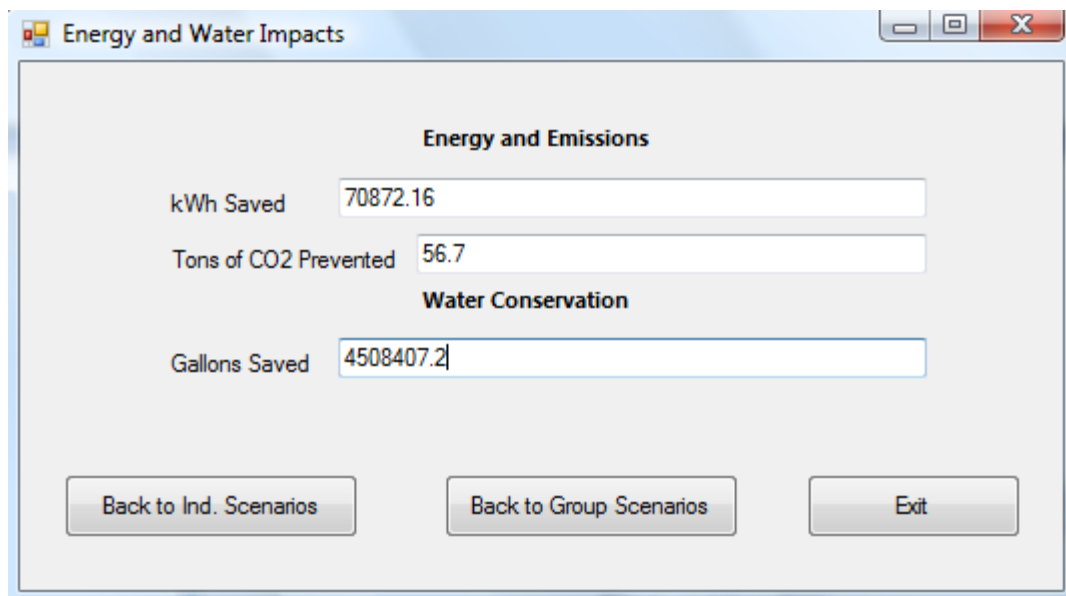 Energy and Water Impacts
Energy and Emissions
kWh Saved 70872.16
Tons of CO2 Prevented 56.7
Water Conservation
Gallons Saved 4508407.2
Back to Ind. Scenarios Back to Group Scenarios Exit